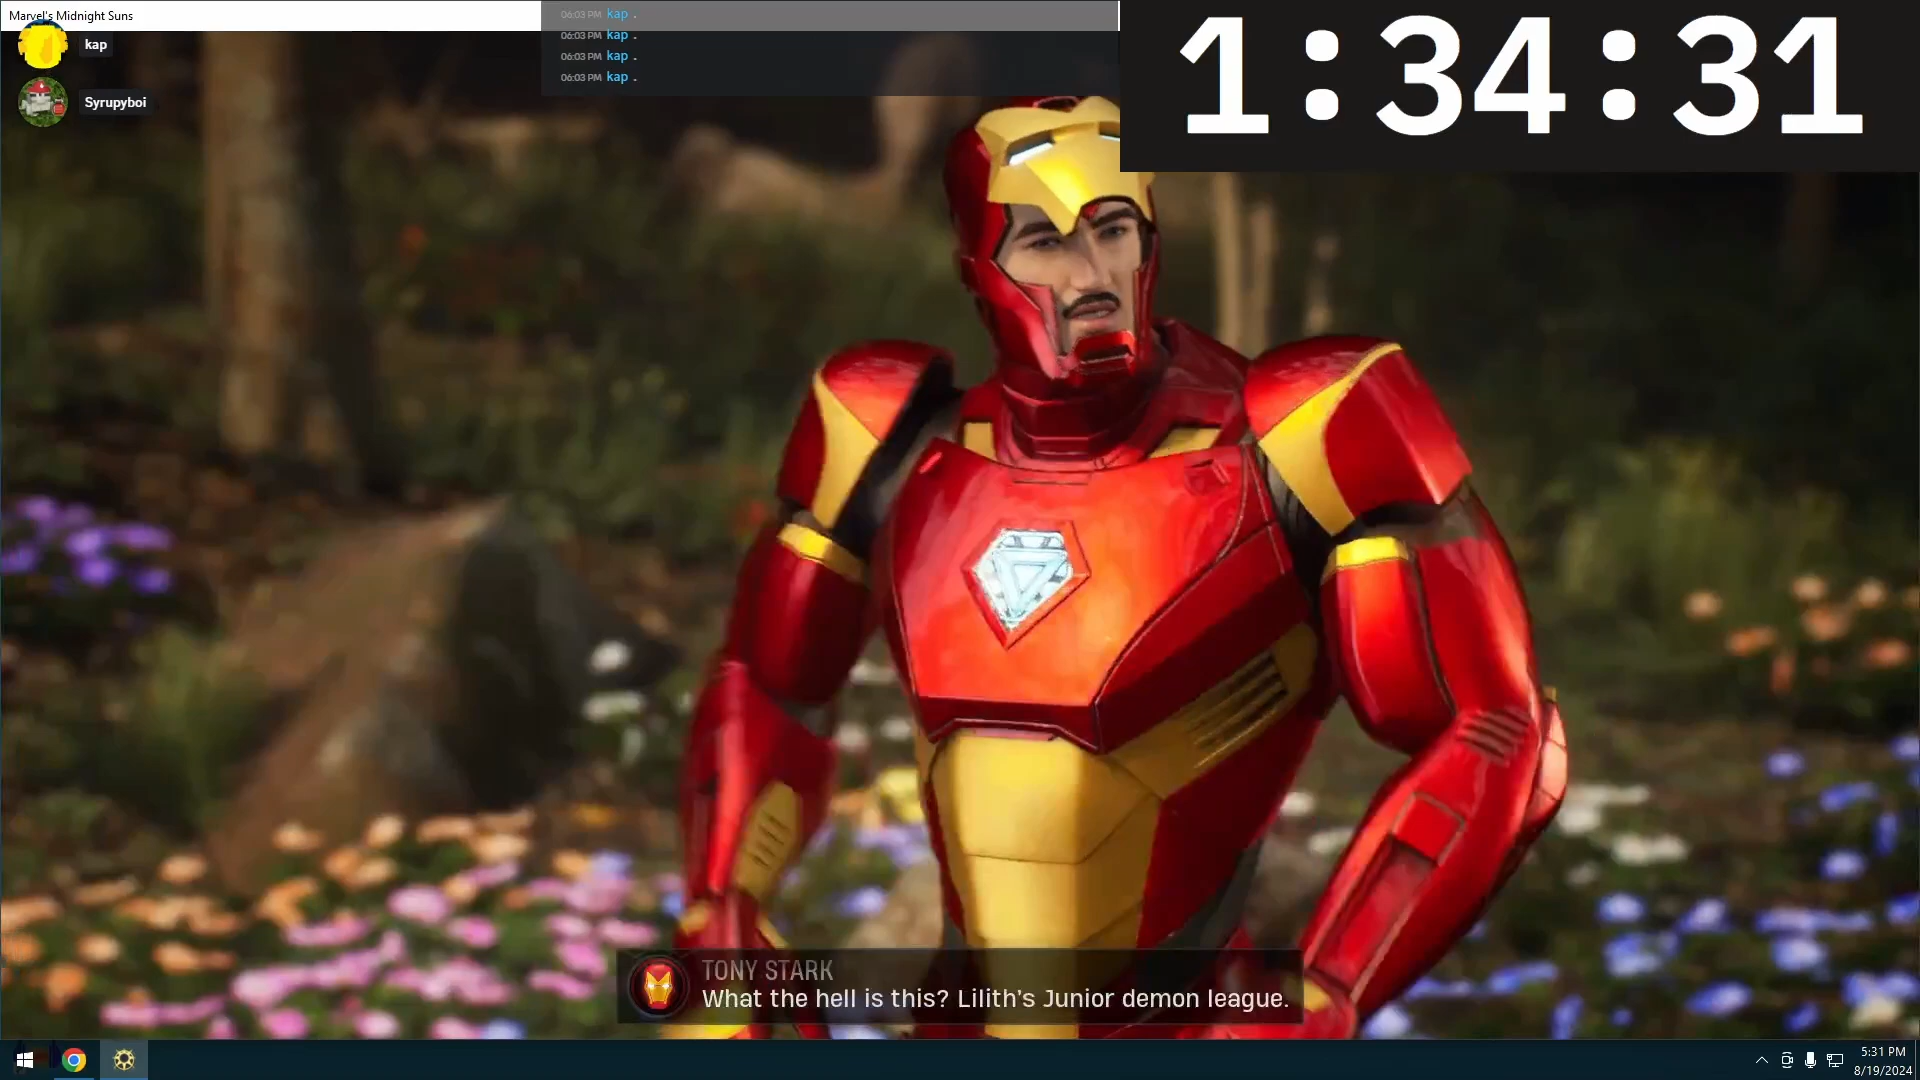 Marvel's Midnight Suns
06:03 PM kap .
06:03 PM kap .
06:03 PM kap .
06:03 PM kap .
kap
Syrupyboi
1:34:31
TONY STARK
What the hell is this? Lilith's Junior demon league.
5:31 PM
8/19/2024